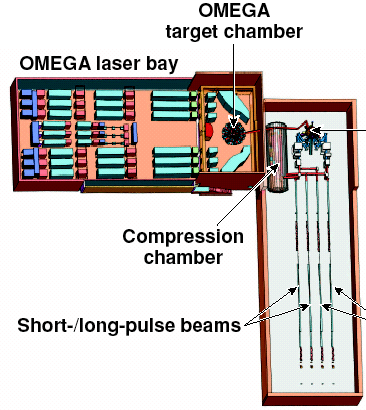 OMEGA
target chamber
OMEGA laser bay
Compression
chamber
Short-/long-pulse beams